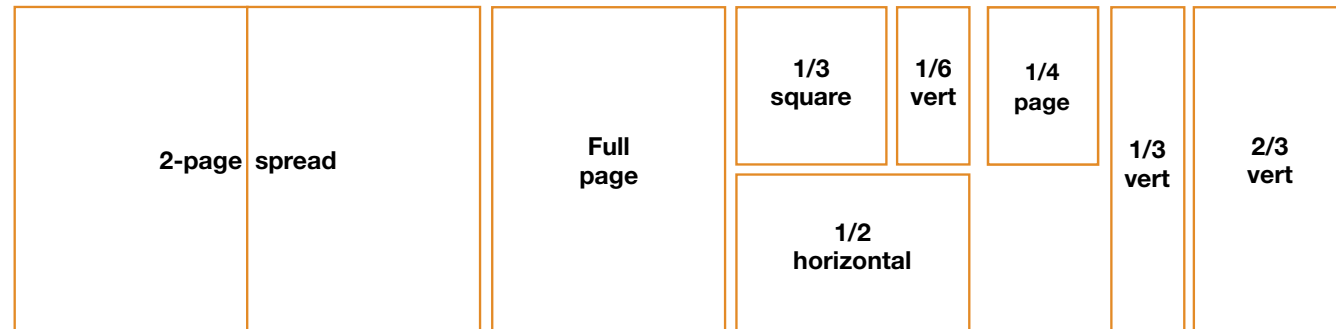 2-page spread
Full
page
1/3
square
1/6
vert
1/4
page
1/2
horizontal
1/3
vert
2/3
vert